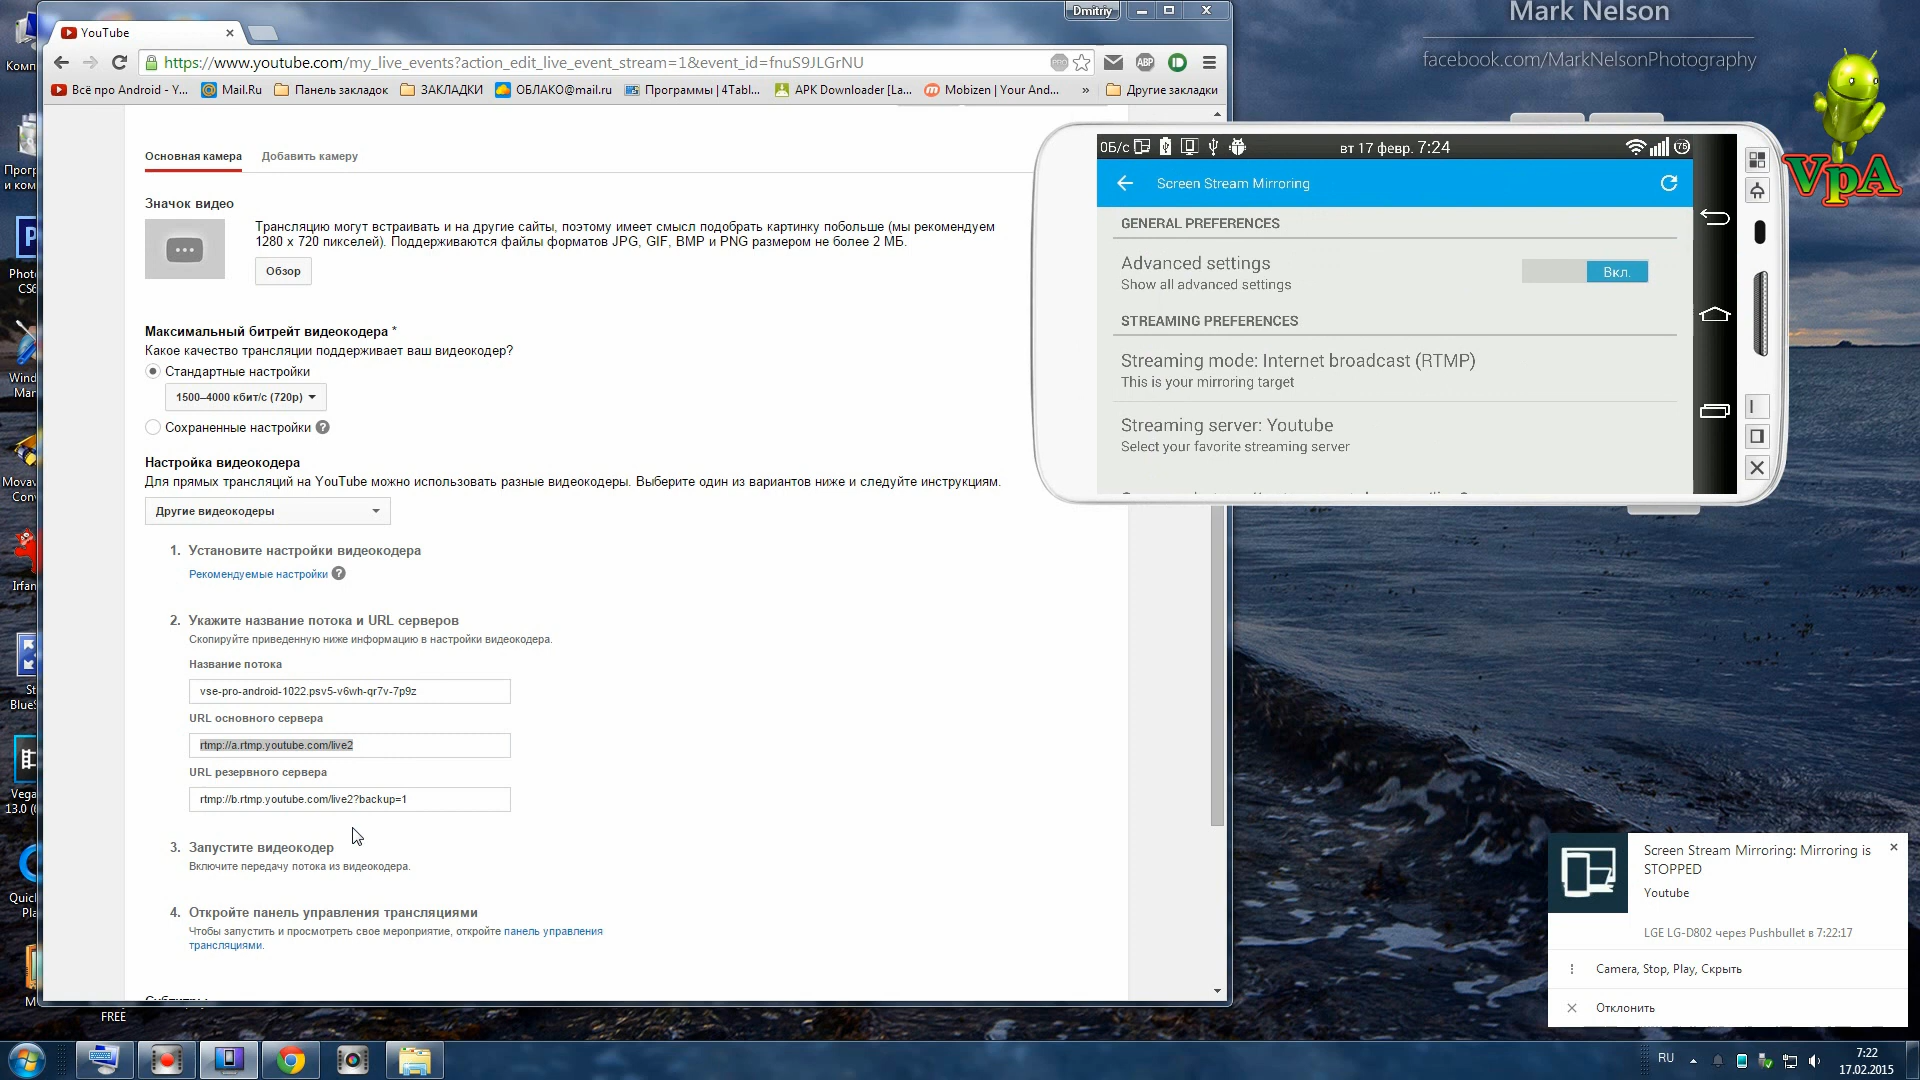 Dmitriy
YouTube
https://www.youtube.com/my_live_events?action_edit_live_event_stream=1&event_id=fnuS9JLGrNU
PRO
ABP
Всё про Android - Y...
Mail.Ru
Панель закладок
ЗАКЛАДКИ
ОБЛАКО@mail.ru
Программы | 4Tabl...
APK Downloader [La...
Mobizen | Your And...
»
Другие закладки
Основная камера
Добавить камеру
Значок видео
Трансляцию могут встраивать и на другие сайты, поэтому имеет смысл подобрать картинку побольше (мы рекомендуем
1280 x 720 пикселей). Поддерживаются файлы форматов JPG, GIF, BMP и PNG размером не более 2 МБ.
Обзор
Максимальный битрейт видеокодера *
Какое качество трансляции поддерживает ваш видеокодер?
Стандартные настройки
1500–4000 кбит/с (720p)
Сохраненные настройки ?
Настройка видеокодера
Для прямых трансляций на YouTube можно использовать разные видеокодеры. Выберите один из вариантов ниже и следуйте инструкциям.
Другие видеокодеры
1. Установите настройки видеокодера
Рекомендуемые настройки ?
2. Укажите название потока и URL серверов
Скопируйте приведенную ниже информацию в настройки видеокодера.
Название потока
vse-pro-android-1022.psv5-v6wh-qr7v-7p9z
URL основного сервера
rtmp://a.rtmp.youtube.com/live2
URL резервного сервера
rtmp://b.rtmp.youtube.com/live2?backup=1
3. Запустите видеокодер
Включите передачу потока из видеокодера.
4. Откройте панель управления трансляциями
Чтобы запустить и просмотреть свое мероприятие, откройте панель управления
трансляциями.
Mark Nelson
facebook.com/MarkNelsonPhotography
VpA
0Б/с
вт 17 февр. 7:24
75
Screen Stream Mirroring
GENERAL PREFERENCES
Advanced settings
Show all advanced settings
Вкл.
STREAMING PREFERENCES
Streaming mode: Internet broadcast (RTMP)
This is your mirroring target
Streaming server: Youtube
Select your favorite streaming server
Screen Stream Mirroring: Mirroring is
STOPPED
Youtube
LGE LG-D802 через Pushbullet в 7:22:17
Camera, Stop, Play, Скрыть
Отклонить
FREE
RU
7:22
17.02.2015